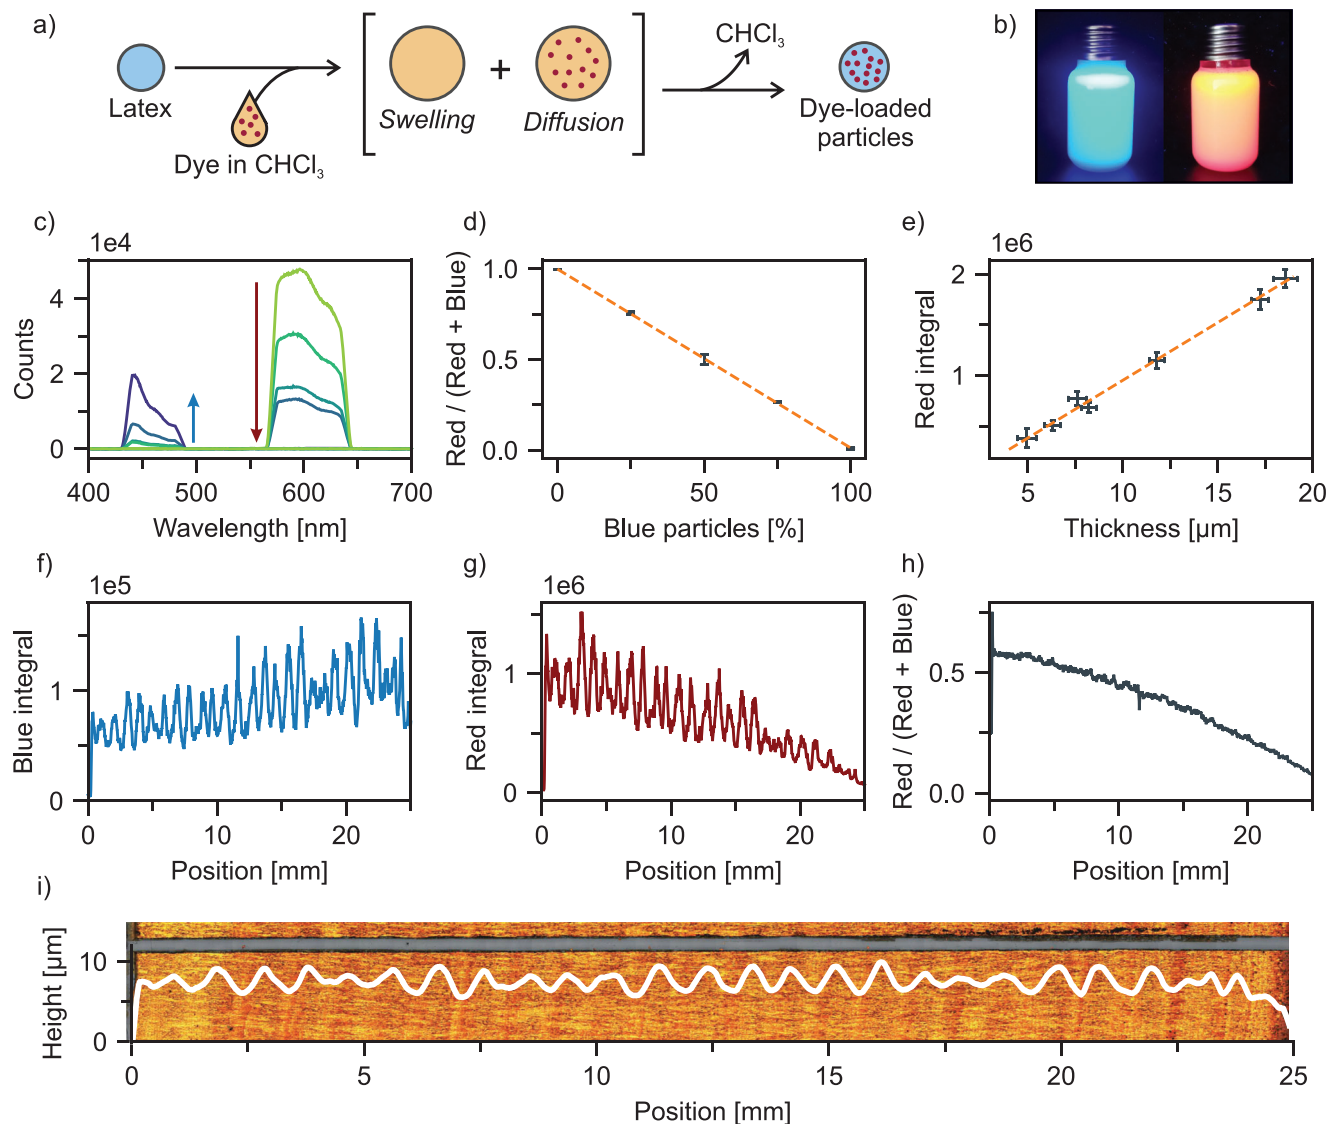 a)
Latex
Dye in CHCl₃
Swelling
+
Diffusion
CHCl₃
Dye-loaded
particles
b)
c)
1e4
Counts
4
2
0
400
500
600
700
Wavelength [nm]
d)
Red / (Red + Blue)
1.0
0.5
0.0
0
50
100
Blue particles [%]
e)
1e6
Red integral
2
1
5
10
15
20
Thickness [µm]
f)
1e5
Blue integral
1
0
0
10
20
Position [mm]
g)
1e6
Red integral
1
0
0
10
20
Position [mm]
h)
Red / (Red + Blue)
0.5
0.0
0
10
20
Position [mm]
i)
Height [µm]
10
0
0
5
10
15
20
25
Position [mm]